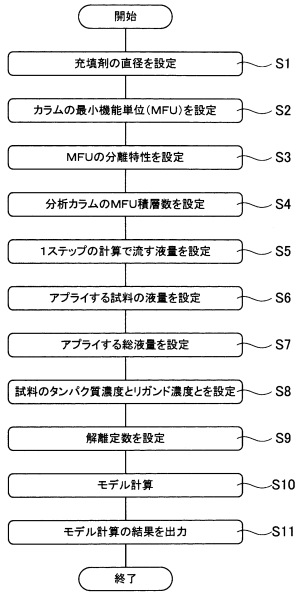 開始
充填剤の直径を設定 S1
カラムの最小機能単位(MFU)を設定 S2
MFUの分離特性を設定 S3
分析カラムのMFU積層数を設定 S4
1ステップの計算で流す液量を設定 S5
アプライする試料の液量を設定 S6
アプライする総液量を設定 S7
試料のタンパク質濃度とリガンド濃度とを設定 S8
解離定数を設定 S9
モデル計算 S10
モデル計算の結果を出力 S11
終了